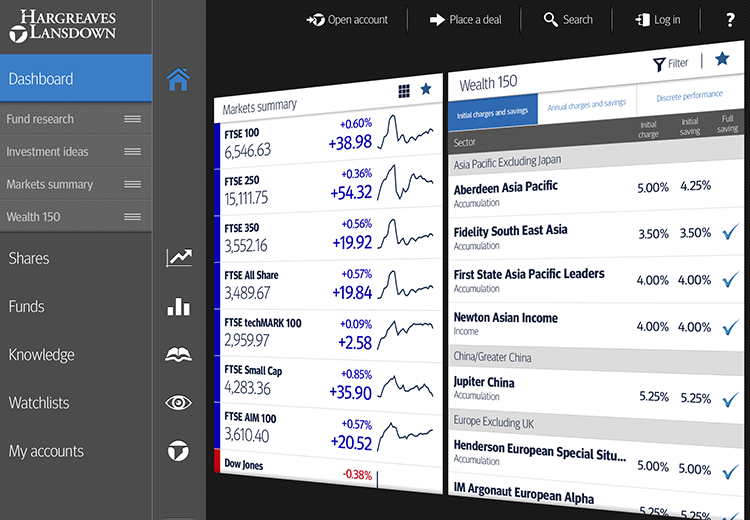 HARGREAVES
LANSDOWN
Open account
Place a deal
Search
Log in
?
Dashboard
Fund research
Investment ideas
Markets summary
Wealth 150
Shares
Funds
Knowledge
Watchlists
My accounts
Markets summary
FTSE 100 +0.60%
6,546.63 +38.98
FTSE 250 +0.36%
15,111.75 +54.32
FTSE 350 +0.56%
3,552.16 +19.92
FTSE All Share +0.57%
3,489.67 +19.84
FTSE techMARK 100 +0.09%
2,959.97 +2.58
FTSE Small Cap +0.85%
4,283.36 +35.90
FTSE AIM 100 +0.57%
3,610.40 +20.52
Dow Jones -0.38%
Wealth 150 Filter
Initial charges and savings Annual charges and savings Discrete performance
Sector Initial charge Initial saving Full saving
Asia Pacific Excluding Japan
Aberdeen Asia Pacific 5.00% 4.25%
Accumulation
Fidelity South East Asia 3.50% 3.50%
Accumulation
First State Asia Pacific Leaders 4.00% 4.00%
Accumulation
Newton Asian Income 4.00% 4.00%
Income
China/Greater China
Jupiter China 5.25% 5.25%
Accumulation
Europe Excluding UK
Henderson European Special Situ... 5.00% 5.00%
Accumulation
IM Argonaut European Alpha 5.25% 5.25%
Accumulation